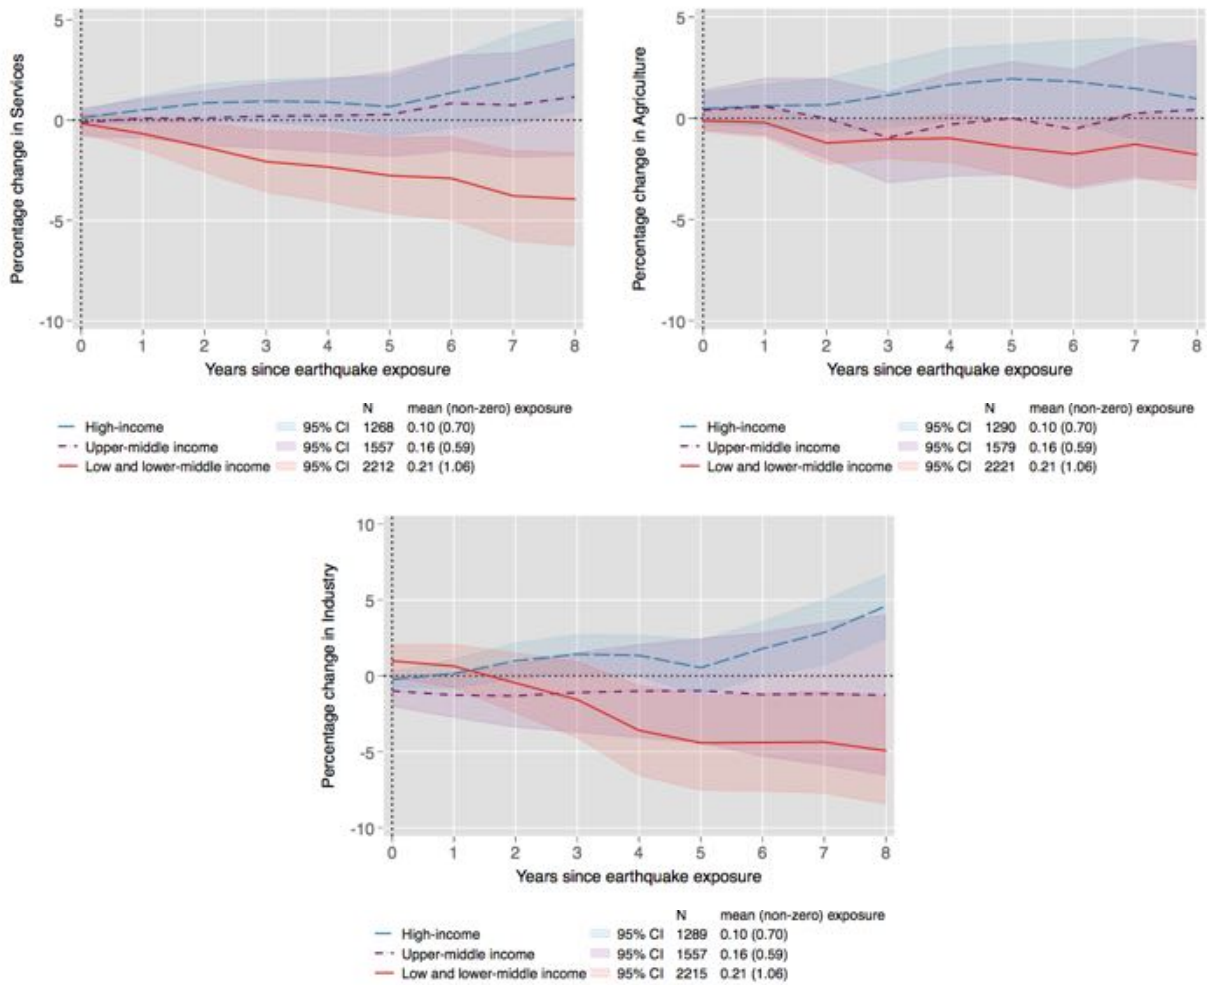 Percentage change in Services
5
0
-5
-10
0 1 2 3 4 5 6 7 8
Years since earthquake exposure
N mean (non-zero) exposure
High-income 95% CI 1268 0.10 (0.70)
Upper-middle income 95% CI 1557 0.16 (0.59)
Low and lower-middle income 95% CI 2212 0.21 (1.06)
Percentage change in Agriculture
5
0
-5
-10
0 1 2 3 4 5 6 7 8
Years since earthquake exposure
N mean (non-zero) exposure
High-income 95% CI 1290 0.10 (0.70)
Upper-middle income 95% CI 1579 0.16 (0.59)
Low and lower-middle income 95% CI 2221 0.21 (1.06)
Percentage change in Industry
10
5
0
-5
-10
0 1 2 3 4 5 6 7 8
Years since earthquake exposure
N mean (non-zero) exposure
High-income 95% CI 1289 0.10 (0.70)
Upper-middle income 95% CI 1557 0.16 (0.59)
Low and lower-middle income 95% CI 2215 0.21 (1.06)